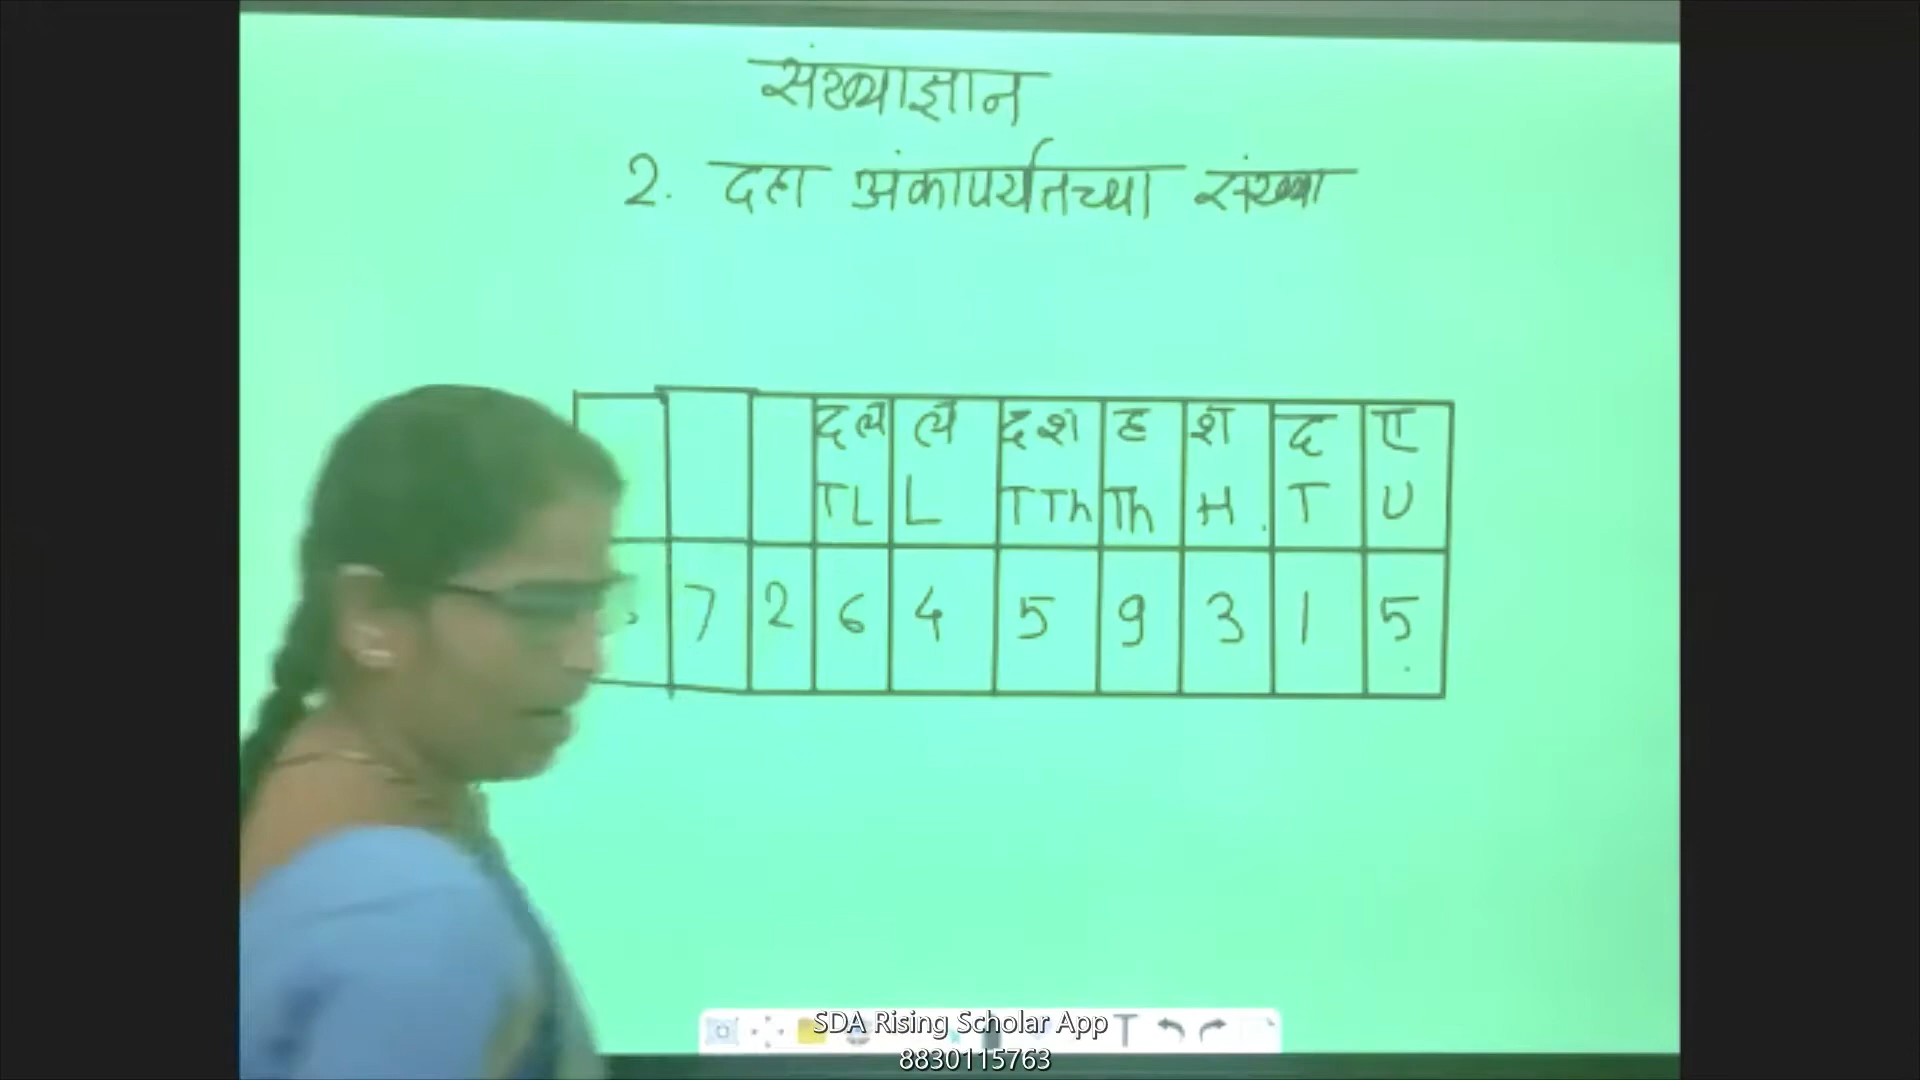 संख्याज्ञान
2. दहा अंकापर्यंतच्या संख्या
दल ल दश ह श द ए
TL L TTh Th H T U
7 2 6 4 5 9 3 1 5
SDA Rising Scholar App
8830115763